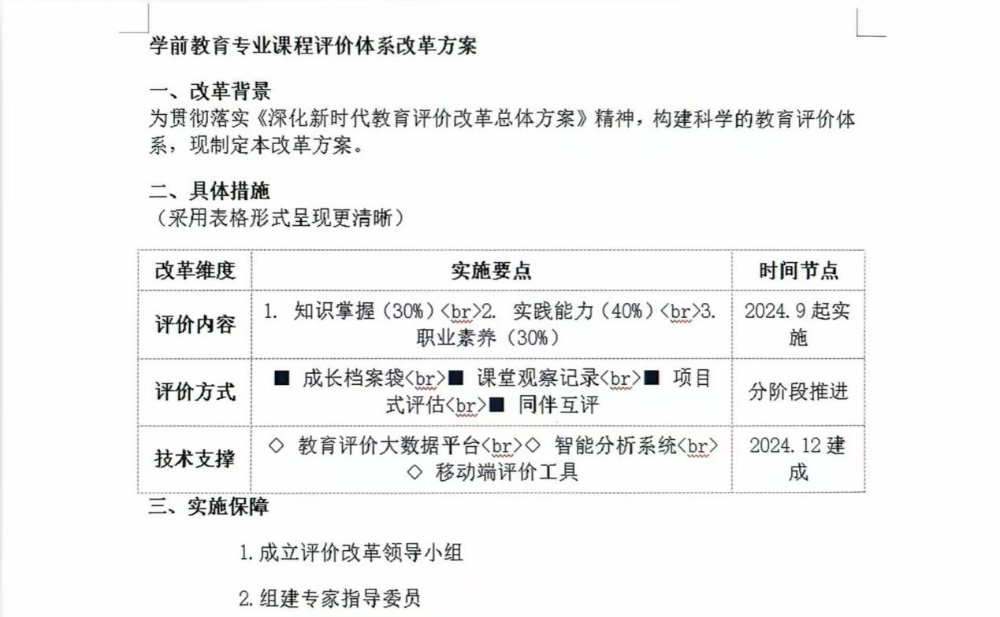 学前教育专业课程评价体系改革方案
一、改革背景
为贯彻落实《深化新时代教育评价改革总体方案》精神，构建科学的教育评价体
系，现制定本改革方案。
二、具体措施
（采用表格形式呈现更清晰）
改革维度 实施要点 时间节点
评价内容 1. 知识掌握（30%）<br>2. 实践能力（40%）<br>3. 2024.9 起实
职业素养（30%） 施
评价方式 ■ 成长档案袋<br>■ 课堂观察记录<br>■ 项目 分阶段推进
式评估<br>■ 同伴互评
技术支撑 ◇ 教育评价大数据平台<br>◇ 智能分析系统<br> 2024.12 建
◇ 移动端评价工具 成
三、实施保障
1.成立评价改革领导小组
2.组建专家指导委员